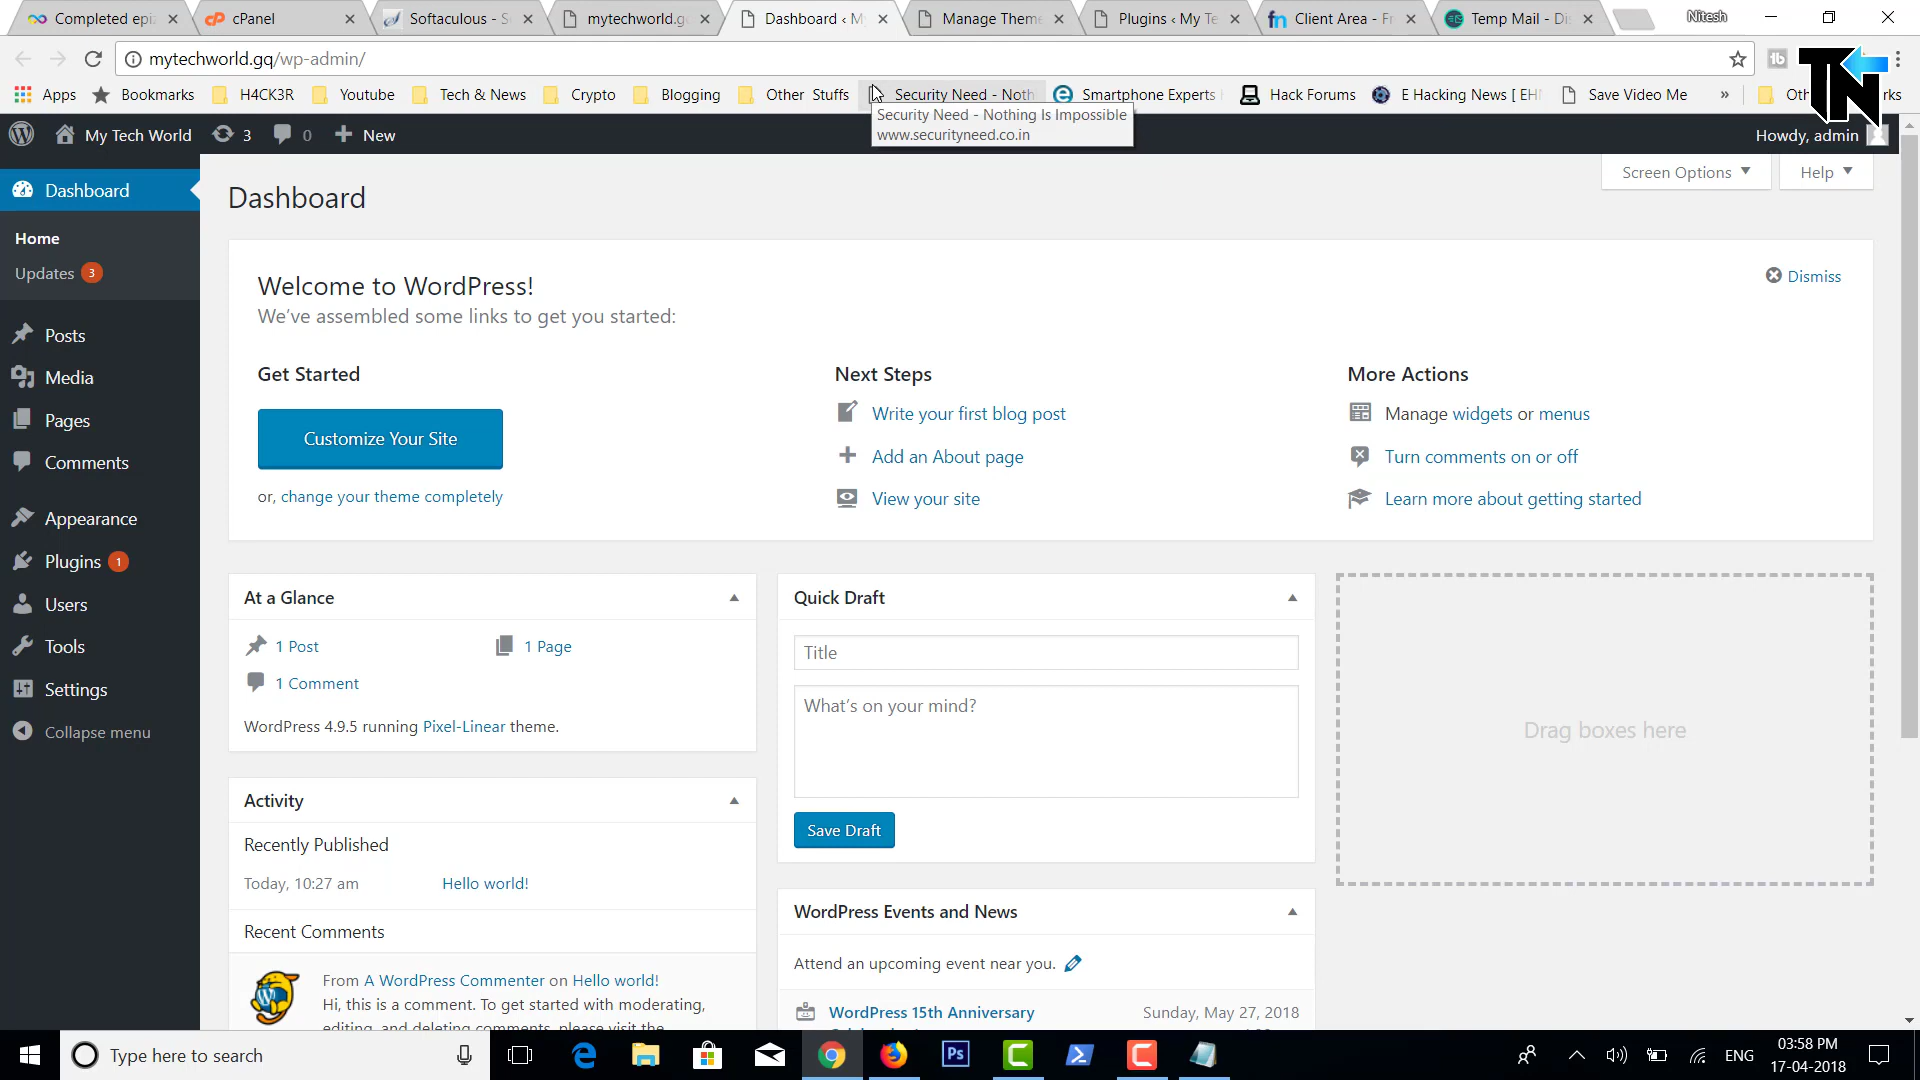 Completed epi
cPanel
Softaculous - S
mytechworld.g
Dashboard ‹ M
Manage Them
Plugins ‹ My Te
Client Area - Fr
Temp Mail - Di
Nitesh
mytechworld.gq/wp-admin/
Apps
Bookmarks
H4CK3R
Youtube
Tech & News
Crypto
Blogging
Other Stuffs
Security Need - Noth
Smartphone Experts
Hack Forums
E Hacking News [ EH
Save Video Me
»
Security Need - Nothing Is Impossible
www.securityneed.co.in
TN
My Tech World
3
0
New
Howdy, admin
Dashboard
Home
Updates 3
Posts
Media
Pages
Comments
Appearance
Plugins 1
Users
Tools
Settings
Collapse menu
Dashboard
Screen Options
Help
Welcome to WordPress!
We've assembled some links to get you started:
Dismiss
Get Started
Customize Your Site
or, change your theme completely
Next Steps
Write your first blog post
Add an About page
View your site
More Actions
Manage widgets or menus
Turn comments on or off
Learn more about getting started
At a Glance
1 Post
1 Page
1 Comment
WordPress 4.9.5 running Pixel-Linear theme.
Activity
Recently Published
Today, 10:27 am
Hello world!
Recent Comments
From A WordPress Commenter on Hello world!
Hi, this is a comment. To get started with moderating,
editing, and deleting comments, please visit the
Quick Draft
Title
What's on your mind?
Save Draft
WordPress Events and News
Attend an upcoming event near you.
WordPress 15th Anniversary
Sunday, May 27, 2018
Drag boxes here
Type here to search
Ps
ENG
03:58 PM
17-04-2018